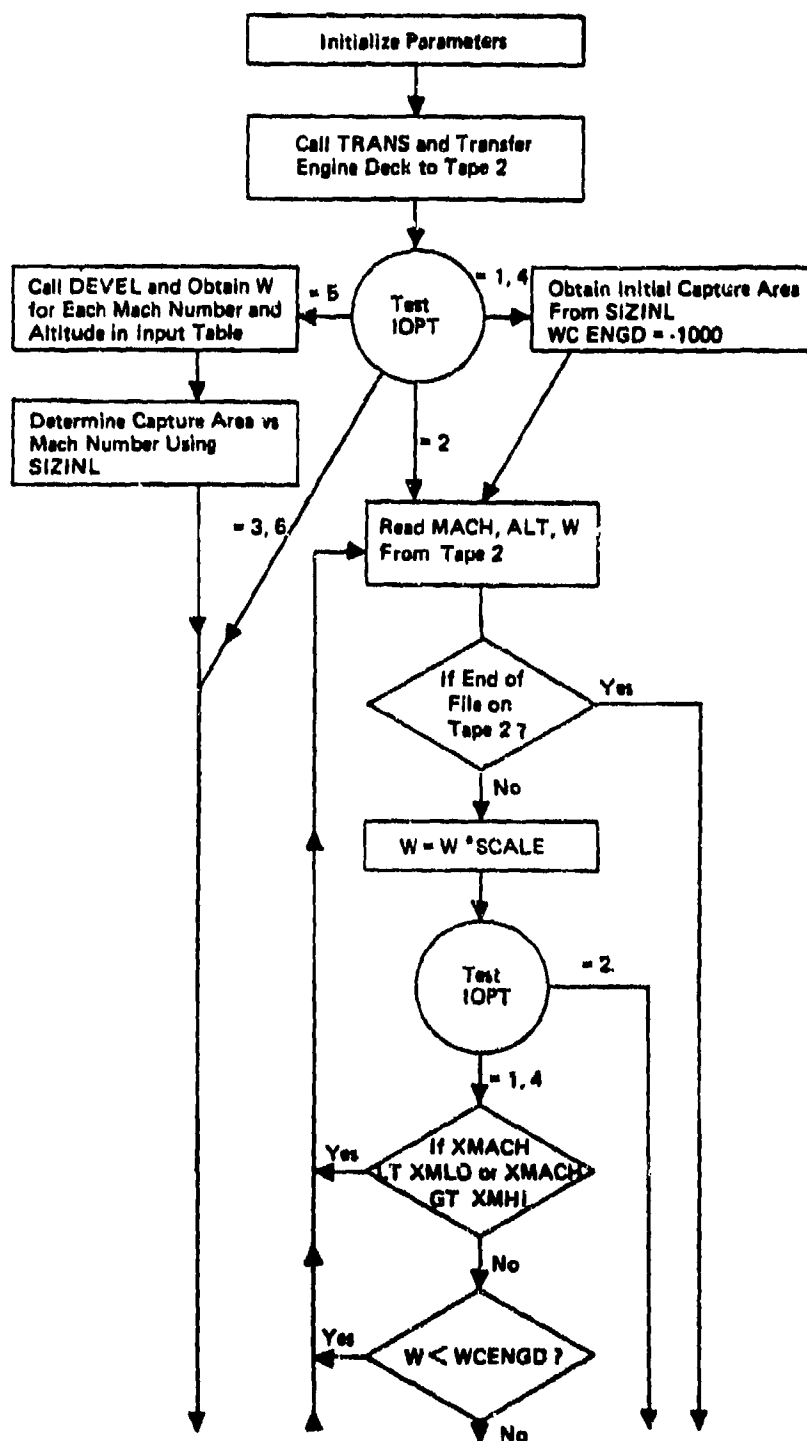 Initialize Parameters
Call TRANS and Transfer
Engine Deck to Tape 2
Call DEVEL and Obtain W
for Each Mach Number and
Altitude in Input Table
= 5
Test
IOPT
= 1, 4
Obtain Initial Capture Area
From SIZINL
WC ENGD = -1000
Determine Capture Area vs
Mach Number Using
SIZINL
= 2
= 3, 6
Read MACH, ALT, W
From Tape 2
If End of
File on
Tape 2 ?
Yes
No
W = W *SCALE
Test
IOPT
= 2
= 1, 4
If XMACH
LT XMLO or XMACH
GT XMHI
Yes
No
W < WCENGD ?
Yes
No